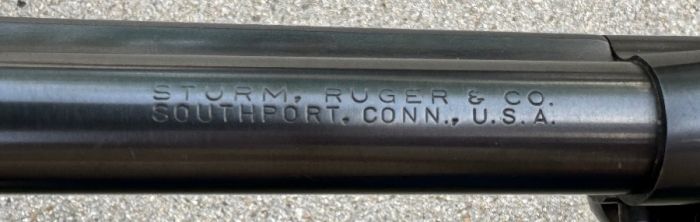 STURM, RUGER & CO.
SOUTHPORT, CONN., U.S.A.